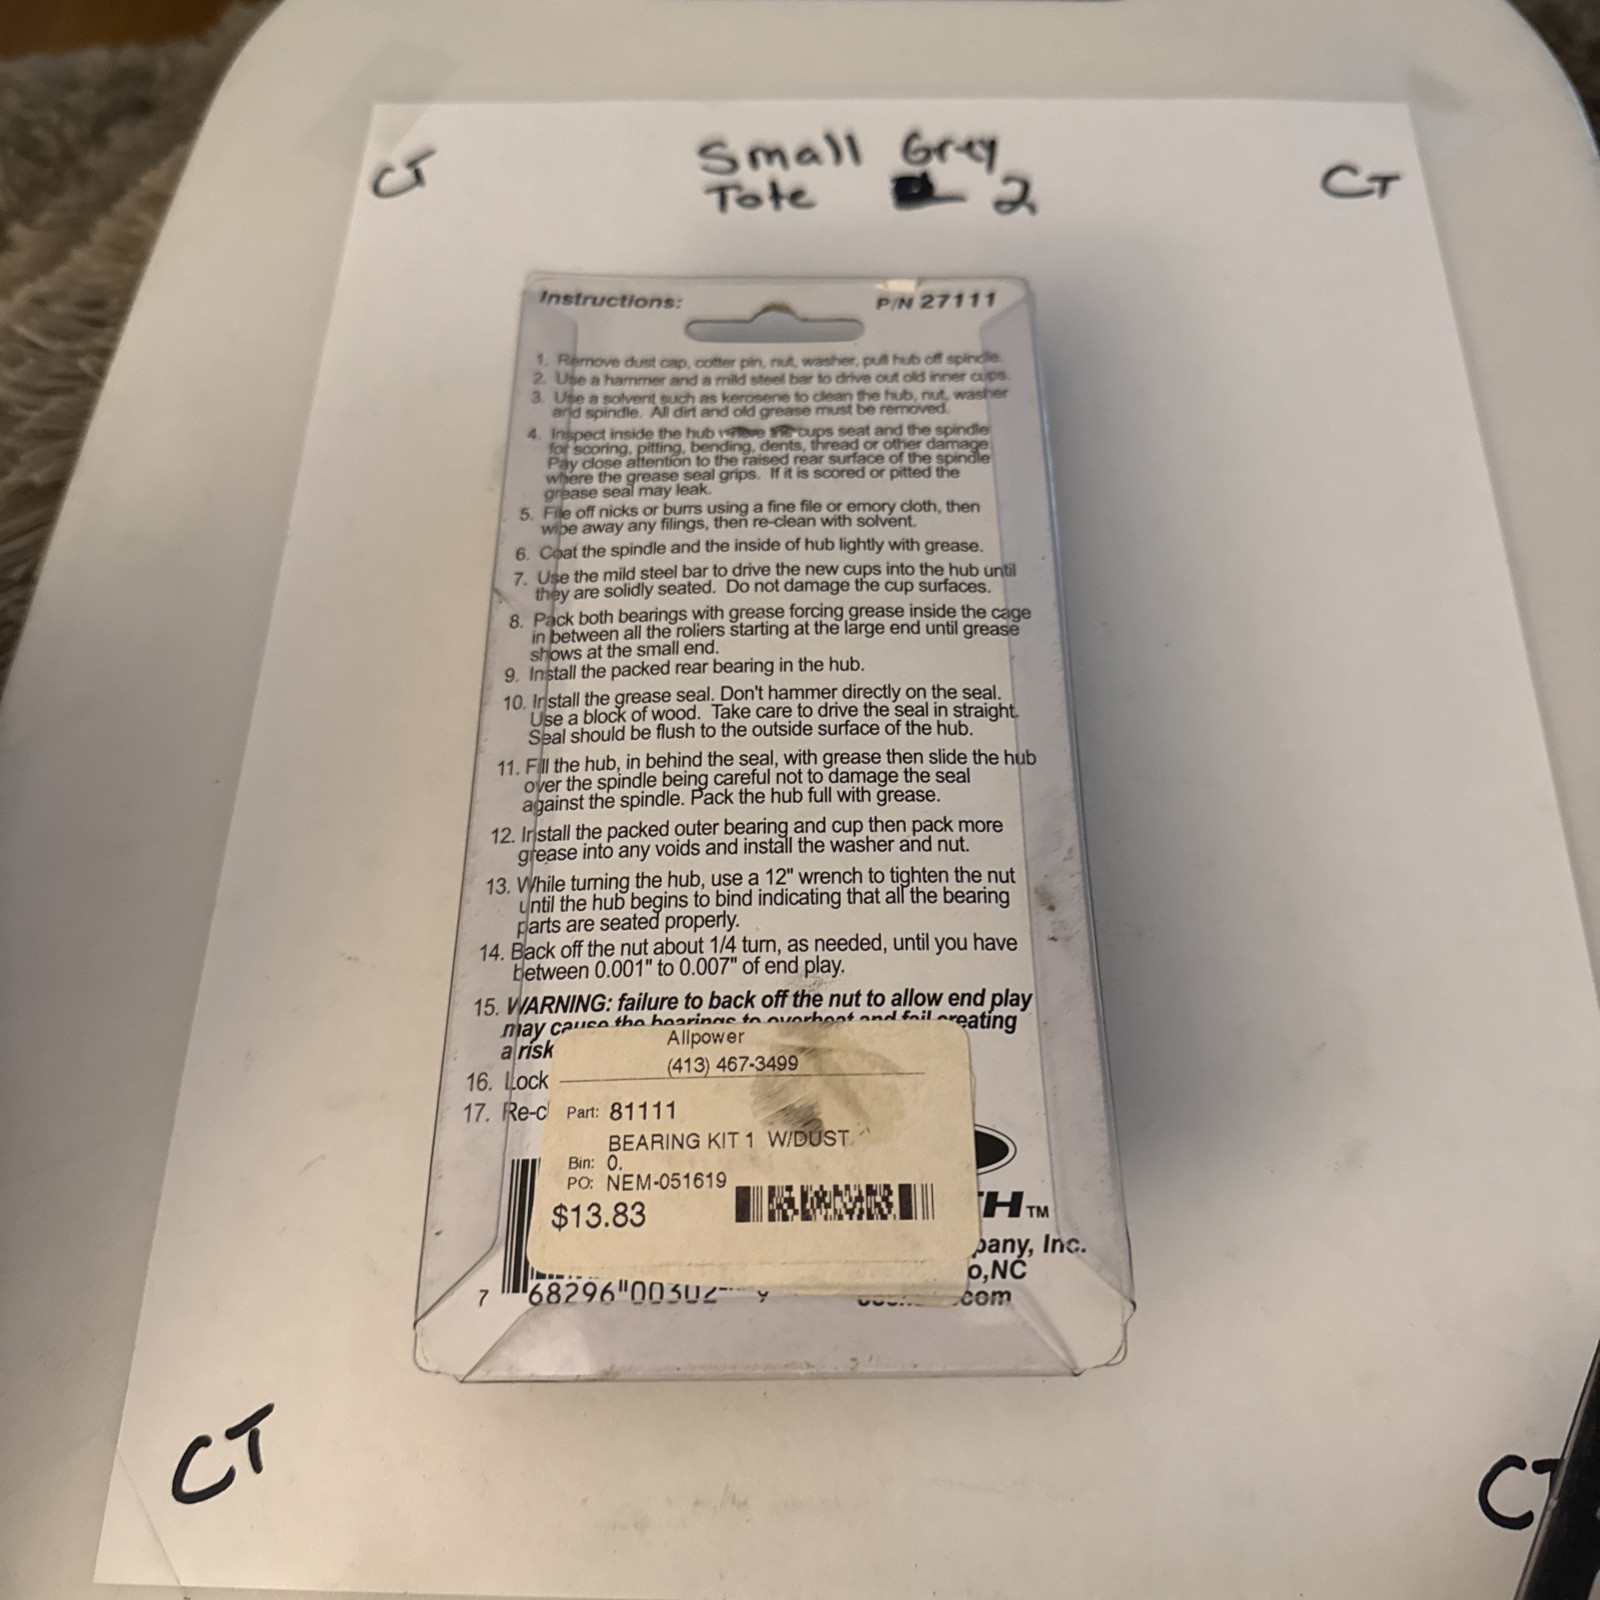 Small Grey
Tote 2
CT
CT
Instructions:
P/N 27111
1. Remove dust cap, cotter pin, nut, washer, pull hub off spindle.
2. Use a hammer and a mild steel bar to drive out old inner cups.
3. Use a solvent such as kerosene to clean the hub, nut, washer
and spindle. All dirt and old grease must be removed.
4. Inspect inside the hub where the cups seat and the spindle
for scoring, pitting, bending, dents, thread or other damage.
Pay close attention to the raised rear surface of the spindle
where the grease seal grips. If it is scored or pitted the
grease seal may leak.
5. File off nicks or burrs using a fine file or emory cloth, then
wipe away any filings, then re-clean with solvent.
6. Coat the spindle and the inside of hub lightly with grease.
7. Use the mild steel bar to drive the new cups into the hub until
they are solidly seated. Do not damage the cup surfaces.
8. Pack both bearings with grease forcing grease inside the cage
in between all the rollers starting at the large end until grease
shows at the small end.
9. Install the packed rear bearing in the hub.
10. Install the grease seal. Don't hammer directly on the seal.
Use a block of wood. Take care to drive the seal in straight.
Seal should be flush to the outside surface of the hub.
11. Fill the hub, in behind the seal, with grease then slide the hub
over the spindle being careful not to damage the seal
against the spindle. Pack the hub full with grease.
12. Install the packed outer bearing and cup then pack more
grease into any voids and install the washer and nut.
13. While turning the hub, use a 12" wrench to tighten the nut
until the hub begins to bind indicating that all the bearing
parts are seated properly.
14. Back off the nut about 1/4 turn, as needed, until you have
between 0.001" to 0.007" of end play.
15. WARNING: failure to back off the nut to allow end play
may cause the bearings to overheat and fail creating
a risk
16. Lock
17. Re-c
Allpower
(413) 467-3499
Part: 81111
BEARING KIT 1 W/DUST
Bin: 0.
PO: NEM-051619
$13.83
H™
pany, Inc.
o,NC
.com
7 68296 00302
CT
CT